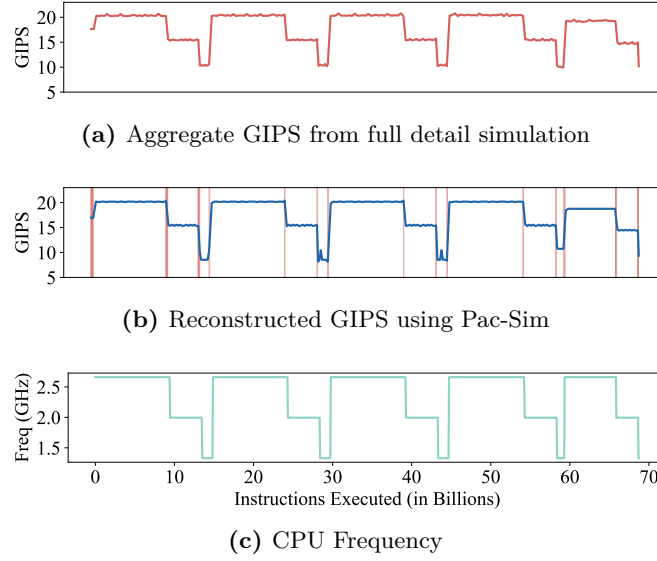 GIPS
20
15
10
5
(a) Aggregate GIPS from full detail simulation
GIPS
20
15
10
5
(b) Reconstructed GIPS using Pac-Sim
Freq (GHz)
2.5
2.0
1.5
0 10 20 30 40 50 60 70
Instructions Executed (in Billions)
(c) CPU Frequency